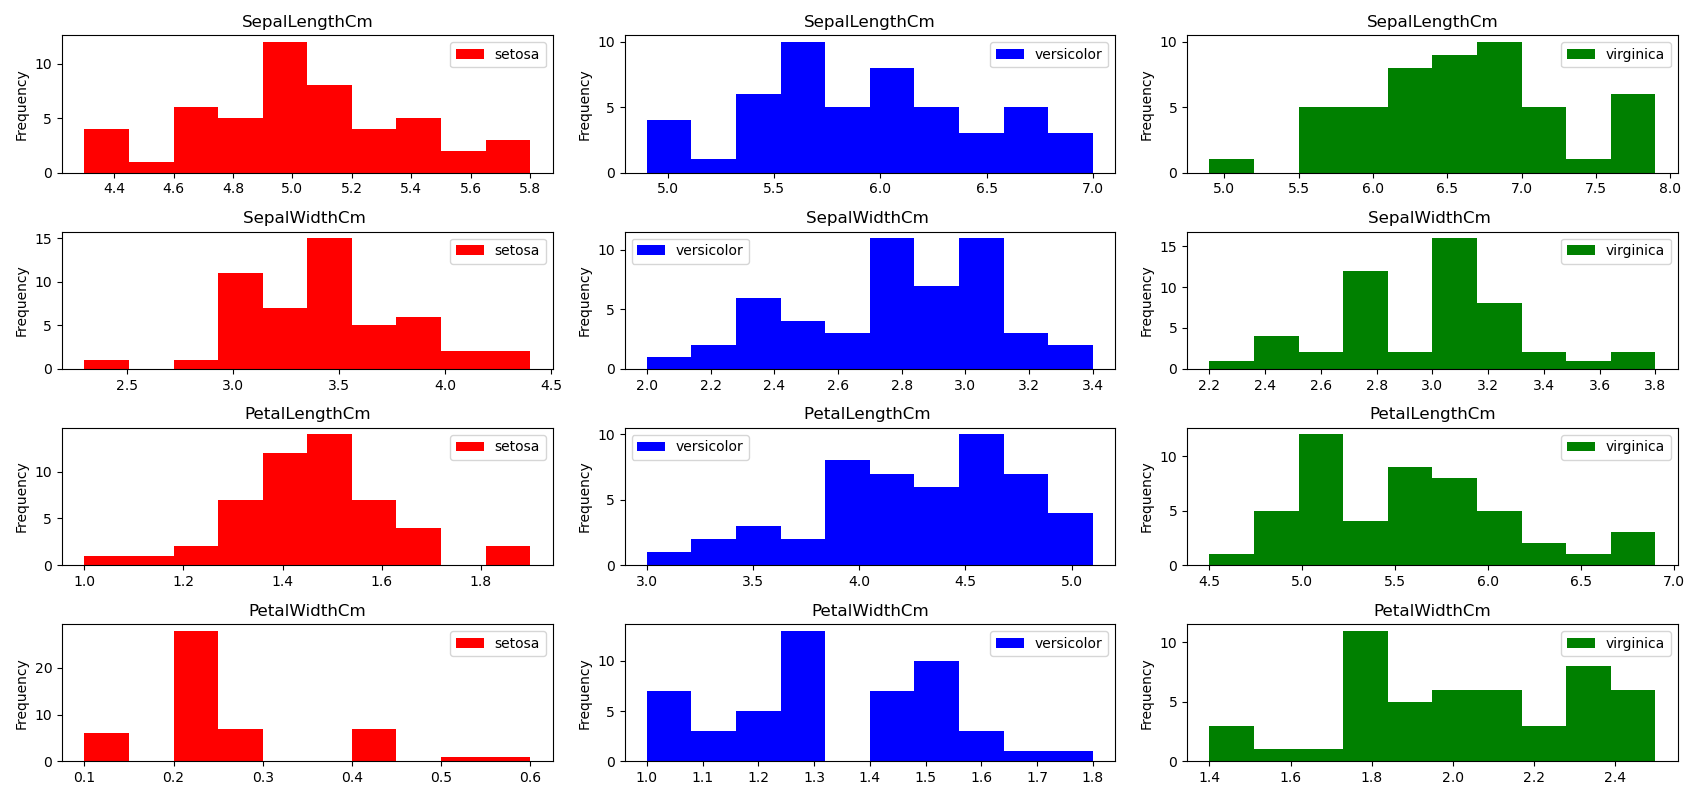 SepalLengthCm SepalLengthCm SepalLengthCm
setosa versicolor virginica
Frequency Frequency Frequency
10 5 0 10 5 0 10 5 0
4.4 4.6 4.8 5.0 5.2 5.4 5.6 5.8 5.0 5.5 6.0 6.5 7.0 5.0 5.5 6.0 6.5 7.0 7.5 8.0
SepalWidthCm SepalWidthCm SepalWidthCm
setosa versicolor virginica
Frequency Frequency Frequency
15 10 5 0 10 5 0 15 10 5 0
2.5 3.0 3.5 4.0 4.5 2.0 2.2 2.4 2.6 2.8 3.0 3.2 3.4 2.2 2.4 2.6 2.8 3.0 3.2 3.4 3.6 3.8
PetalLengthCm PetalLengthCm PetalLengthCm
setosa versicolor virginica
Frequency Frequency Frequency
10 5 0 10 5 0 10 5 0
1.0 1.2 1.4 1.6 1.8 3.0 3.5 4.0 4.5 5.0 4.5 5.0 5.5 6.0 6.5 7.0
PetalWidthCm PetalWidthCm PetalWidthCm
setosa versicolor virginica
Frequency Frequency Frequency
20 10 0 10 5 0 10 5 0
0.1 0.2 0.3 0.4 0.5 0.6 1.0 1.1 1.2 1.3 1.4 1.5 1.6 1.7 1.8 1.4 1.6 1.8 2.0 2.2 2.4